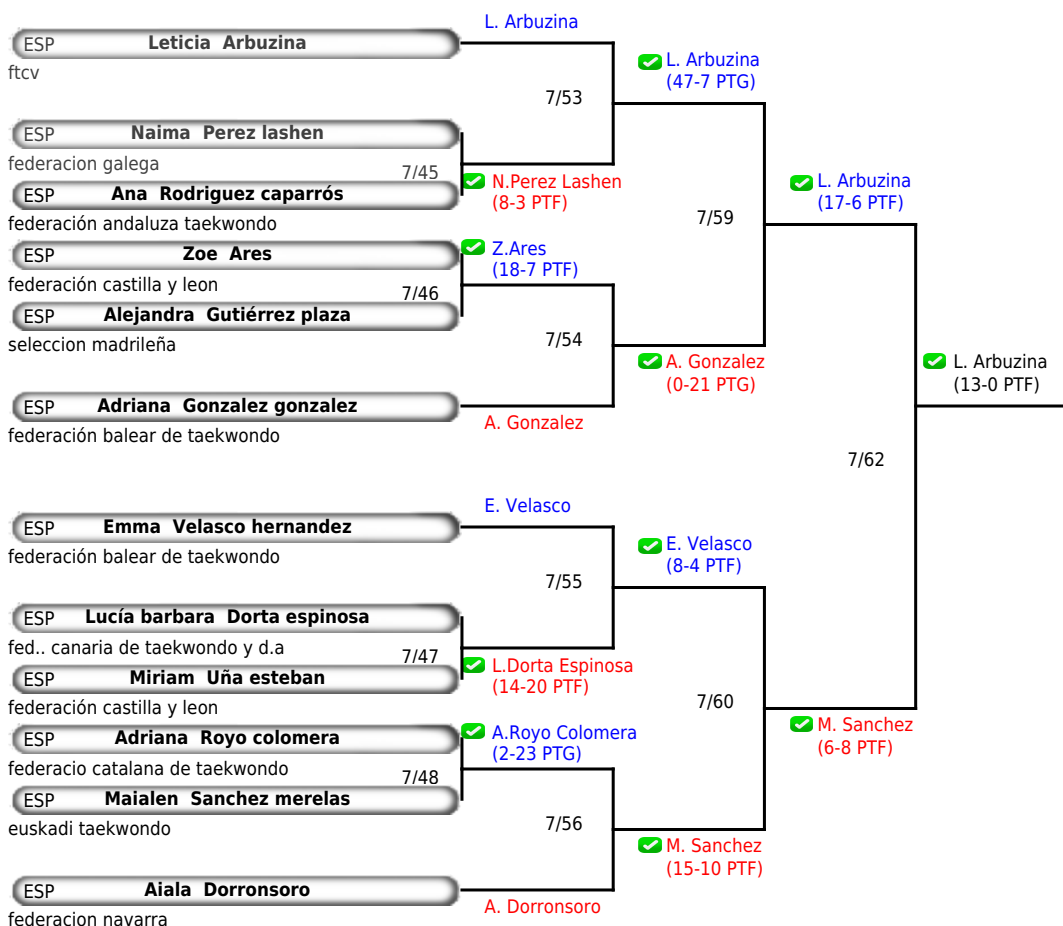 L. Arbuzina
ESP Leticia Arbuzina
ftcv
L. Arbuzina
(47-7 PTG)
7/53
ESP Naima Perez lashen
federacion galega
7/45
N.Perez Lashen
(8-3 PTF)
ESP Ana Rodriguez caparrós
federación andaluza taekwondo
L. Arbuzina
(17-6 PTF)
7/59
ESP Zoe Ares
federación castilla y leon
Z.Ares
(18-7 PTF)
7/46
ESP Alejandra Gutiérrez plaza
seleccion madrileña
7/54
A. Gonzalez
(0-21 PTG)
L. Arbuzina
(13-0 PTF)
ESP Adriana Gonzalez gonzalez
federación balear de taekwondo
A. Gonzalez
7/62
E. Velasco
ESP Emma Velasco hernandez
federación balear de taekwondo
E. Velasco
(8-4 PTF)
7/55
ESP Lucía barbara Dorta espinosa
fed.. canaria de taekwondo y d.a
7/47
L.Dorta Espinosa
(14-20 PTF)
ESP Miriam Uña esteban
federación castilla y leon
7/60
M. Sanchez
(6-8 PTF)
ESP Adriana Royo colomera
federacio catalana de taekwondo
A.Royo Colomera
(2-23 PTG)
7/48
ESP Maialen Sanchez merelas
euskadi taekwondo
7/56
M. Sanchez
(15-10 PTF)
ESP Aiala Dorronsoro
federacion navarra
A. Dorronsoro